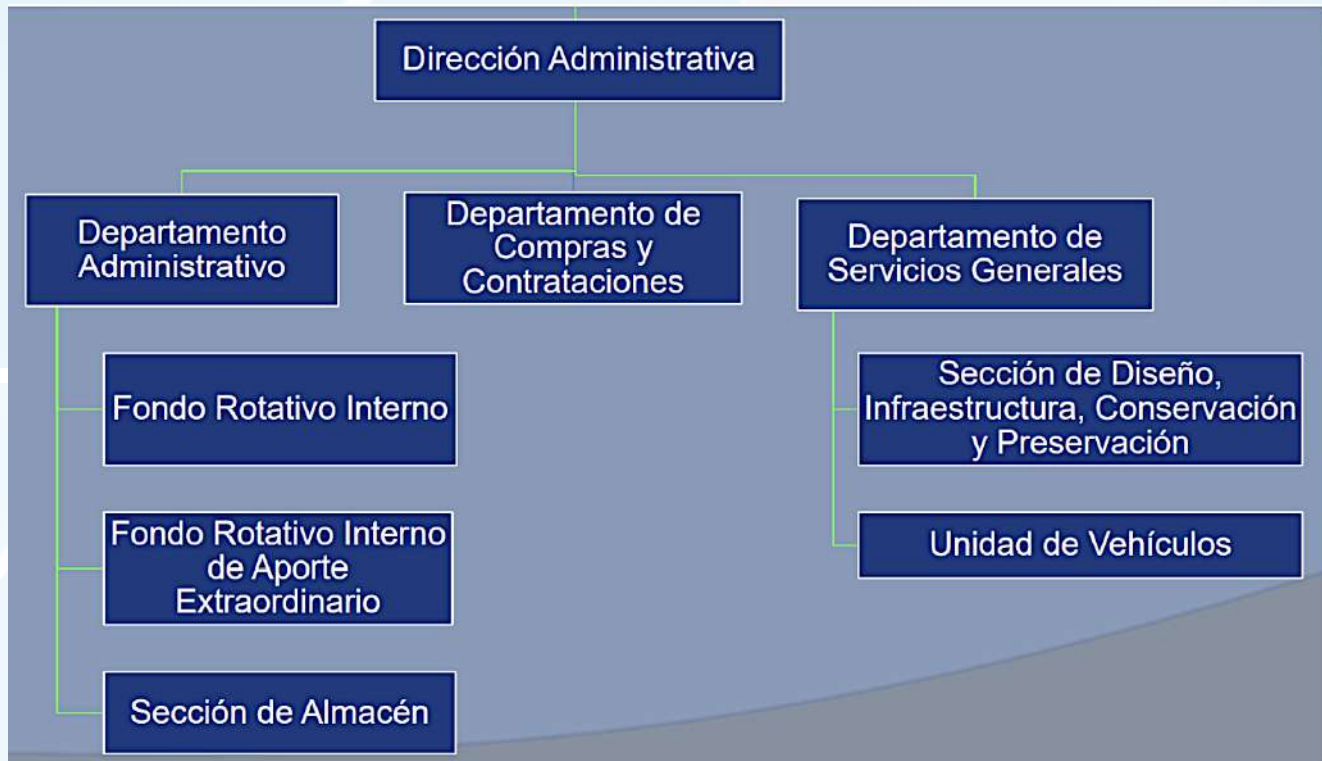 Dirección Administrativa
Departamento
Administrativo
Departamento de
Compras y
Contrataciones
Departamento de
Servicios Generales
Fondo Rotativo Interno
Fondo Rotativo Interno
de Aporte
Extraordinario
Sección de Almacén
Sección de Diseño,
Infraestructura, Conservación
y Preservación
Unidad de Vehículos